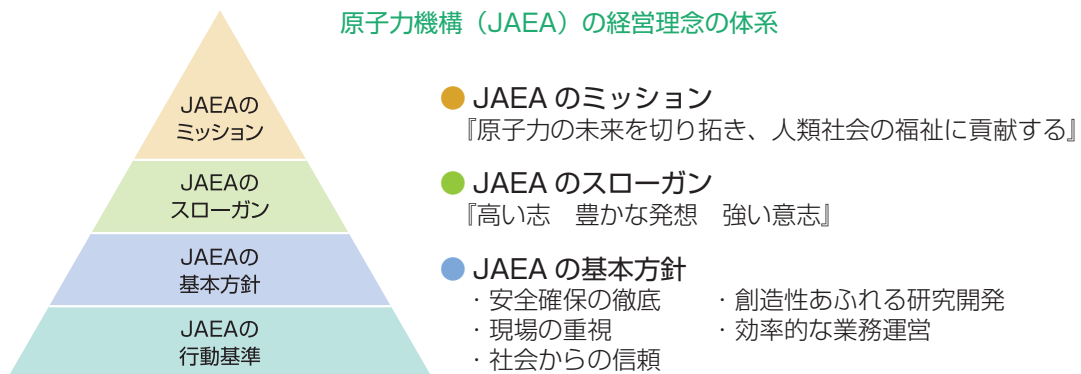 原子力機構（JAEA）の経営理念の体系
JAEAの
ミッション
JAEAの
スローガン
JAEAの
基本方針
JAEAの
行動基準
● JAEA のミッション
『原子力の未来を切り拓き、人類社会の福祉に貢献する』
● JAEA のスローガン
『高い志　豊かな発想　強い意志』
● JAEA の基本方針
・安全確保の徹底　　・創造性あふれる研究開発
・現場の重視　　・効率的な業務運営
・社会からの信頼